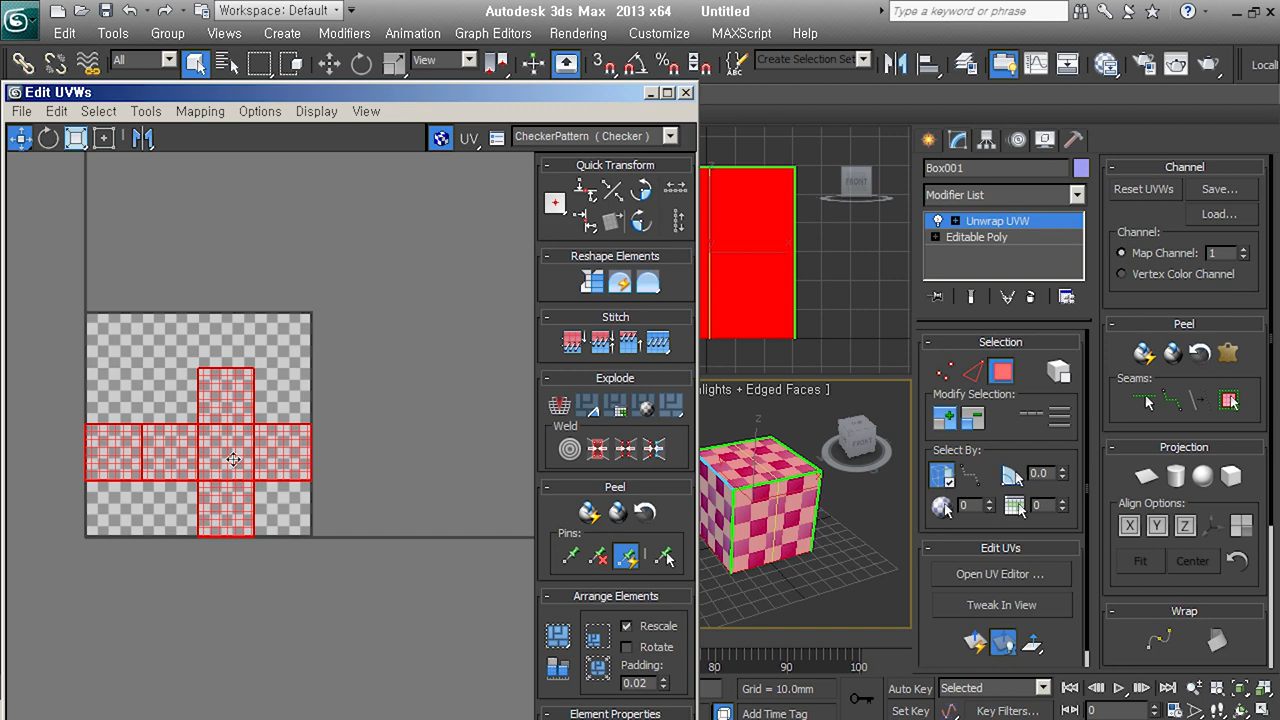 Workspace: Default
Autodesk 3ds Max 2013 x64 Untitled
Type a keyword or phrase
Edit Tools Group Views Create Modifiers Animation Graph Editors Rendering Customize MAXScript Help
All
View
Create Selection Set
Locali
Edit UVWs
File Edit Select Mapping Tools Options Display View
UV
CheckerPattern ( Checker )
Quick Transform
Reshape Elements
Stitch
Explode
Weld
Peel
Pins:
Arrange Elements
Rescale
Rotate
Padding:
0.02
Element Properties
FRONT
hlights + Edged Faces ]
Z
FRONT
80 90 100
Grid = 10.0mm
Add Time Tag
Auto Key
Selected
Set Key
Key Filters...
0
Box001
Modifier List
Unwrap UVW
Editable Poly
Selection
Modify Selection:
Select By:
0.0
0
0
Edit UVs
Open UV Editor ...
Tweak In View
Channel
Reset UVWs
Save...
Load...
Channel:
Map Channel: 1
Vertex Color Channel
Peel
Seams:
Projection
Align Options:
X Y Z
Fit
Center
Wrap